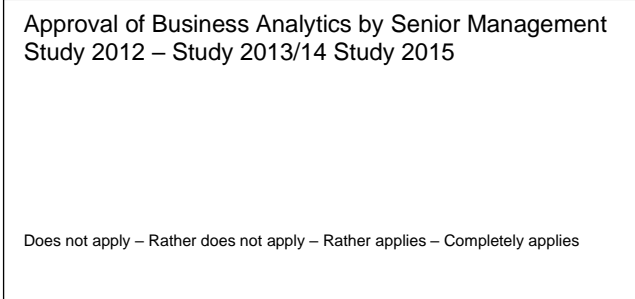 Approval of Business Analytics by Senior Management
Study 2012 – Study 2013/14 Study 2015
Does not apply – Rather does not apply – Rather applies – Completely applies